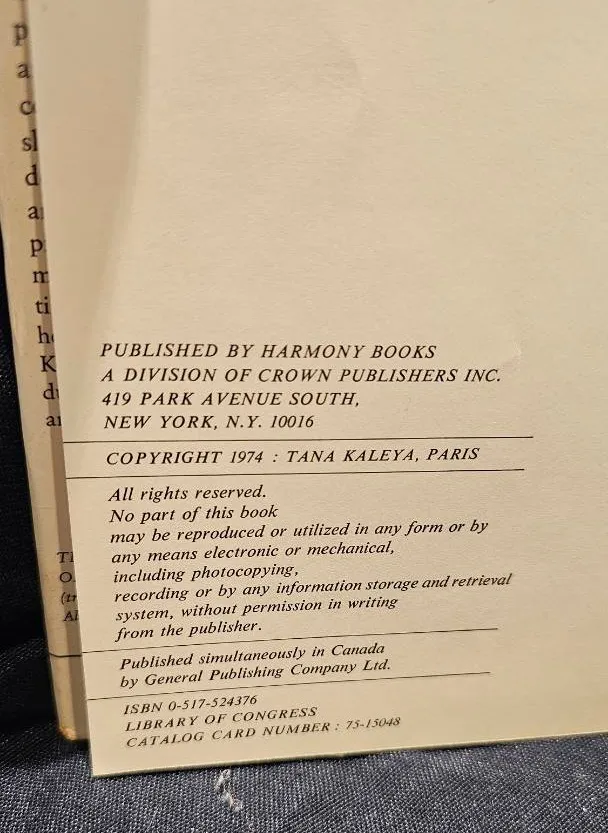 PUBLISHED BY HARMONY BOOKS
A DIVISION OF CROWN PUBLISHERS INC.
419 PARK AVENUE SOUTH,
NEW YORK, N.Y. 10016
COPYRIGHT 1974 : TANA KALEYA, PARIS
All rights reserved.
No part of this book
may be reproduced or utilized in any form or by
any means electronic or mechanical,
including photocopying,
recording or by any information storage and retrieval
system, without permission in writing
from the publisher.
Published simultaneously in Canada
by General Publishing Company Ltd.
ISBN 0-517-524376
LIBRARY OF CONGRESS
CATALOG CARD NUMBER : 75-15048